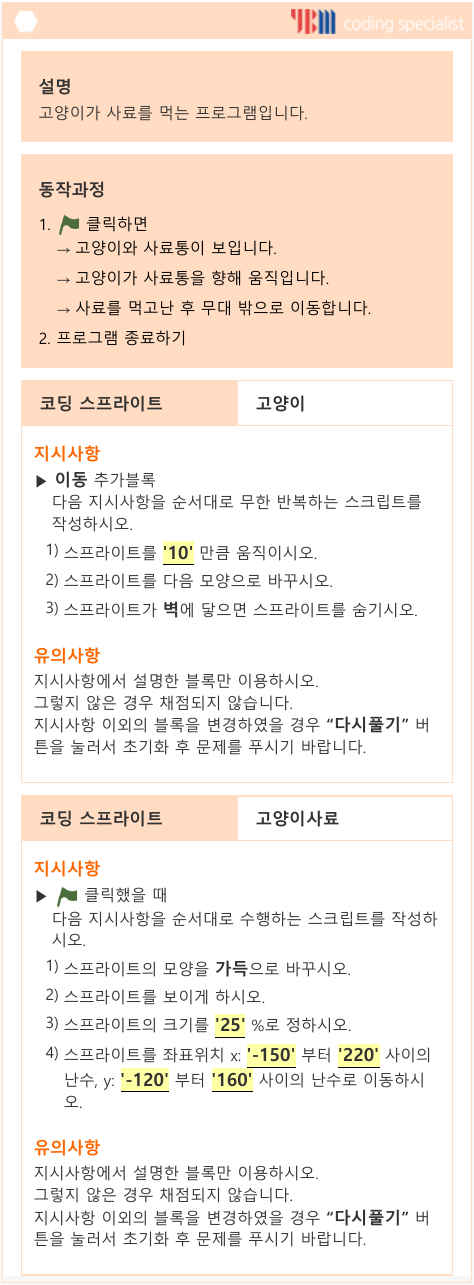 YBM coding specialist
설명
고양이가 사료를 먹는 프로그램입니다.
동작과정
1. 클릭하면
→ 고양이와 사료통이 보입니다.
→ 고양이가 사료통을 향해 움직입니다.
→ 사료를 먹고난 후 무대 밖으로 이동합니다.
2. 프로그램 종료하기
코딩 스프라이트 고양이
지시사항
▶ 이동 추가블록
다음 지시사항을 순서대로 무한 반복하는 스크립트를
작성하시오.
1) 스프라이트를 '10' 만큼 움직이시오.
2) 스프라이트를 다음 모양으로 바꾸시오.
3) 스프라이트가 벽에 닿으면 스프라이트를 숨기시오.
유의사항
지시사항에서 설명한 블록만 이용하시오.
그렇지 않은 경우 채점되지 않습니다.
지시사항 이외의 블록을 변경하였을 경우 “다시풀기” 버
튼을 눌러서 초기화 후 문제를 푸시기 바랍니다.
코딩 스프라이트 고양이사료
지시사항
▶ 클릭했을 때
다음 지시사항을 순서대로 수행하는 스크립트를 작성하
시오.
1) 스프라이트의 모양을 가득으로 바꾸시오.
2) 스프라이트를 보이게 하시오.
3) 스프라이트의 크기를 '25' %로 정하시오.
4) 스프라이트를 좌표위치 x: '-150' 부터 '220' 사이의
난수, y: '-120' 부터 '160' 사이의 난수로 이동하시
오.
유의사항
지시사항에서 설명한 블록만 이용하시오.
그렇지 않은 경우 채점되지 않습니다.
지시사항 이외의 블록을 변경하였을 경우 “다시풀기” 버
튼을 눌러서 초기화 후 문제를 푸시기 바랍니다.